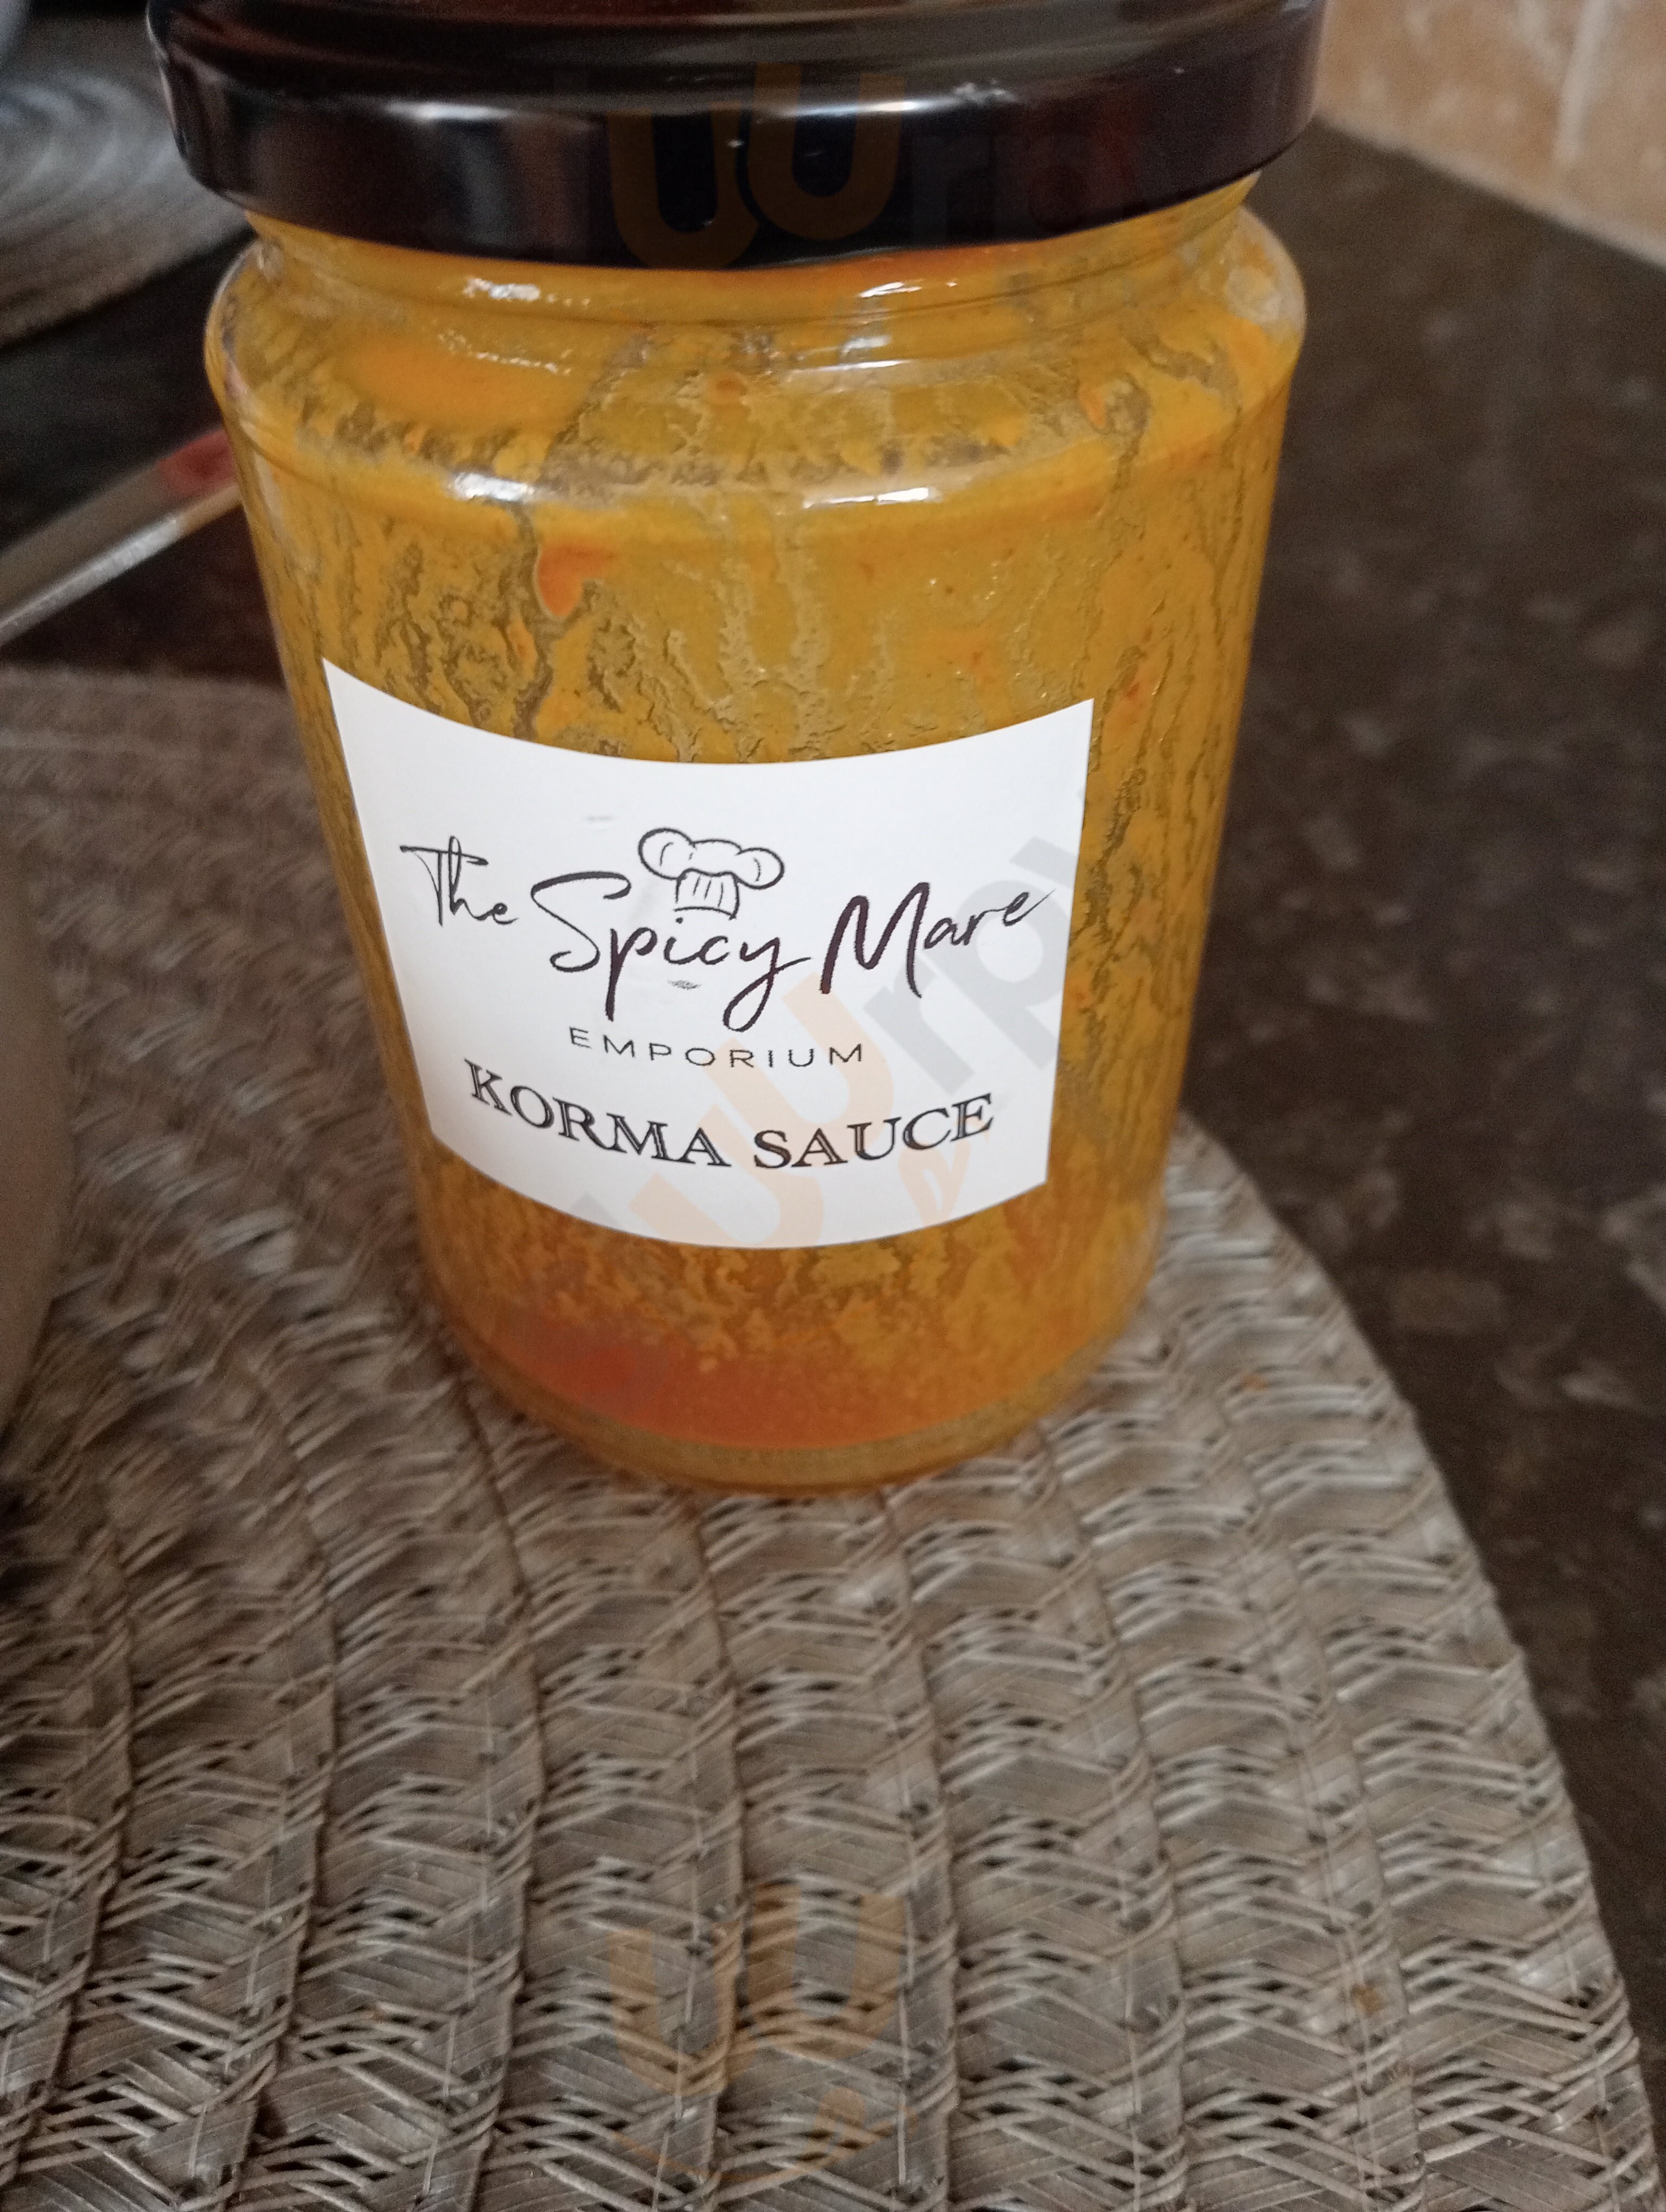 The Spicy Mare
EMPORIUM
KORMA SAUCE